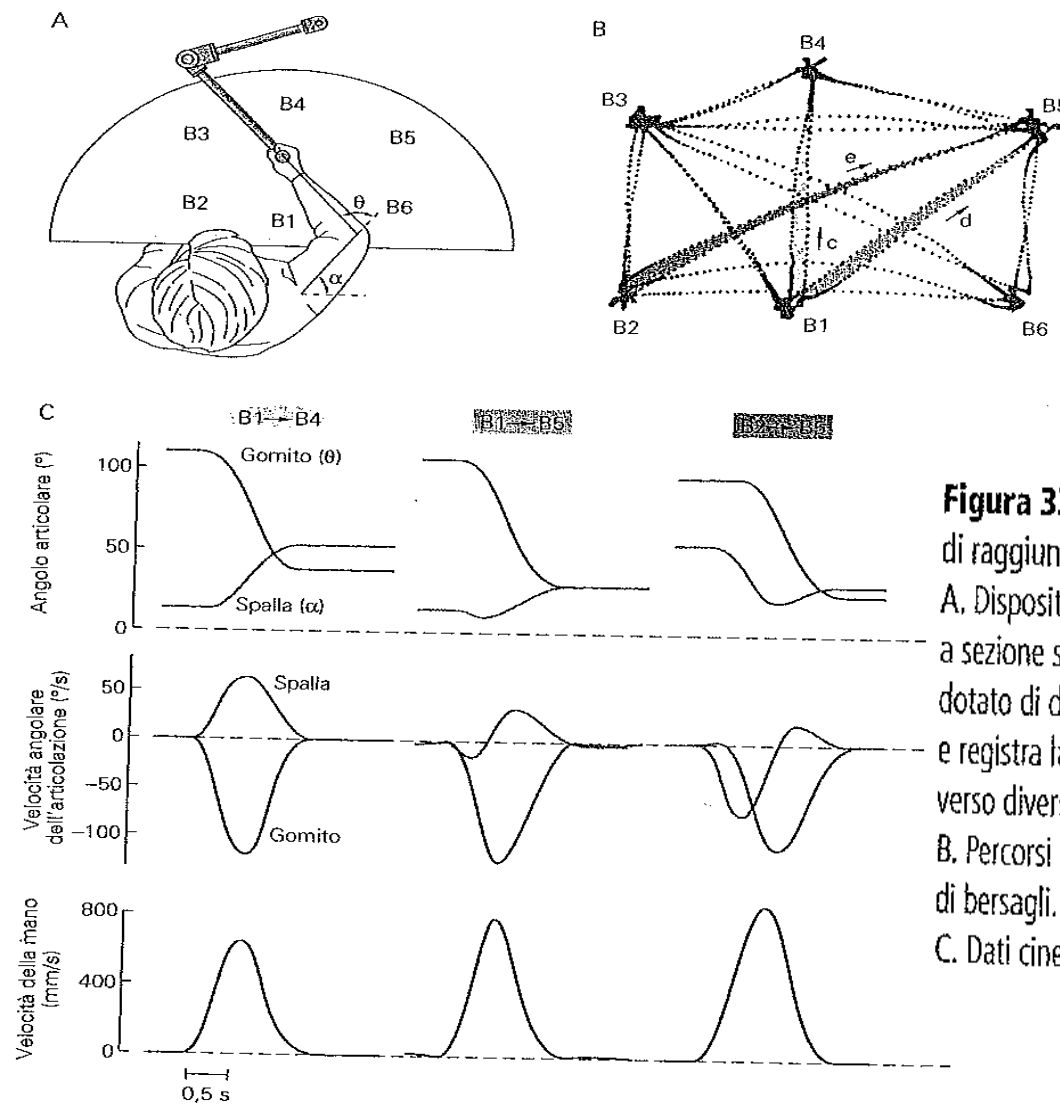 A
B4
B3
B5
B2
B1
B6
θ
α
B
B4
B3
B5
e
d
c
B2
B1
B6
C
B1→B4
B1→B5
B2→B5
Angolo articolare (°)
100
50
0
Gomito (θ)
Spalla (α)
Velocità angolare
dell'articolazione (°/s)
50
0
−50
−100
Spalla
Gomito
Velocità della mano
(mm/s)
800
400
0
0,5 s
Figura 3
di raggiun
A. Disposit
a sezione s
dotato di d
e registra la
verso divers
B. Percorsi
di bersagli.
C. Dati cine